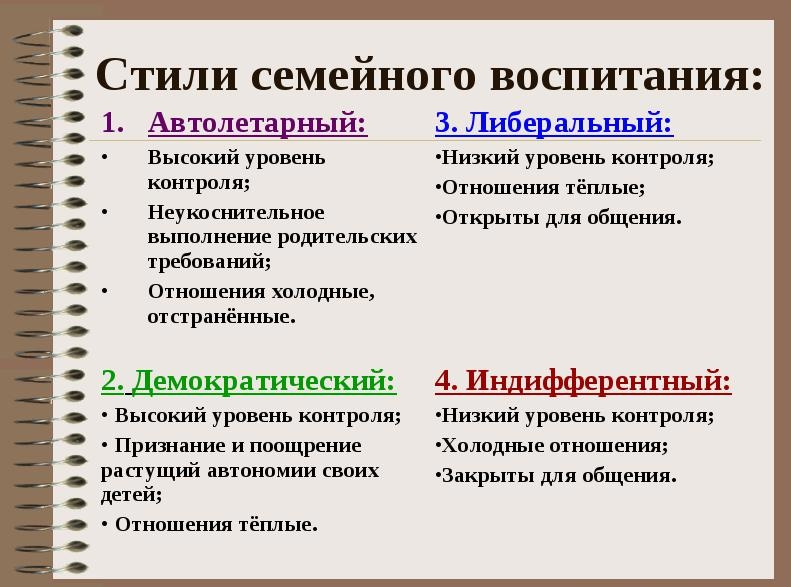 Стили семейного воспитания:
1. Автолетарный:
• Высокий уровень
контроля;
• Неукоснительное
выполнение родительских
требований;
• Отношения холодные,
отстранённые.
2. Демократический:
• Высокий уровень контроля;
• Признание и поощрение
растущий автономии своих
детей;
• Отношения тёплые.
3. Либеральный:
•Низкий уровень контроля;
•Отношения тёплые;
•Открыты для общения.
4. Индифферентный:
•Низкий уровень контроля;
•Холодные отношения;
•Закрыты для общения.